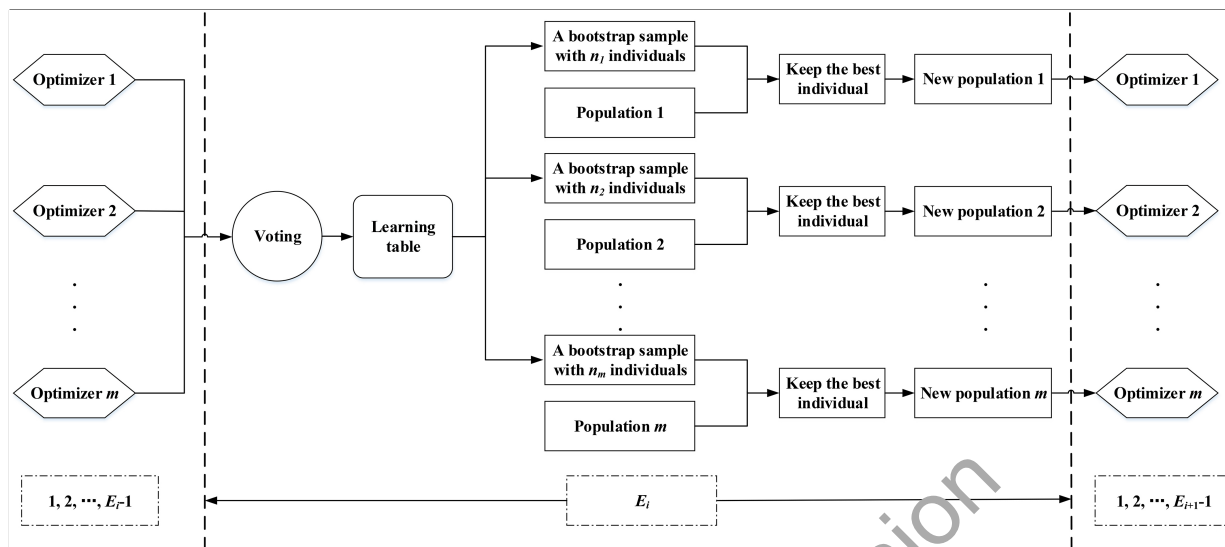 Optimizer 1
Optimizer 2
Optimizer m
1, 2, ⋯, Ei-1
Voting
Learning
table
A bootstrap sample
with n1 individuals
Population 1
A bootstrap sample
with n2 individuals
Population 2
A bootstrap sample
with nm individuals
Population m
Keep the best
individual
Keep the best
individual
Keep the best
individual
New population 1
New population 2
New population m
Ei
Optimizer 1
Optimizer 2
Optimizer m
1, 2, ⋯, Ei+1-1